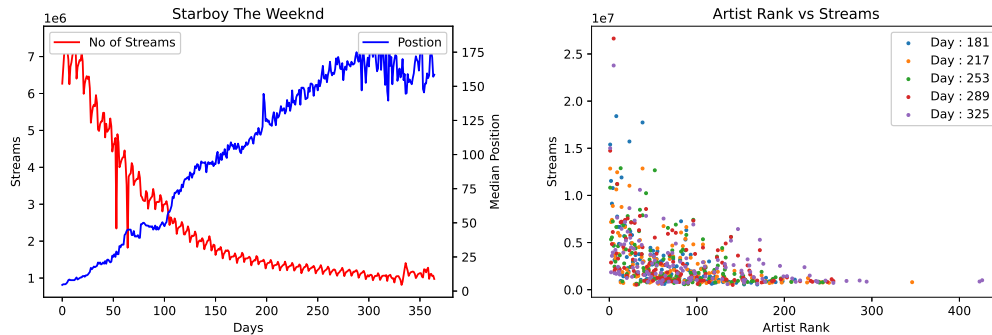 Starboy The Weeknd
1e6
No of Streams
Postion
7
6
5
4
3
2
1
Streams
175
150
125
100
75
50
25
0
Median Position
0 50 100 150 200 250 300 350
Days
Artist Rank vs Streams
1e7
Day : 181
Day : 217
Day : 253
Day : 289
Day : 325
2.5
2.0
1.5
1.0
0.5
0.0
Streams
0 100 200 300 400
Artist Rank